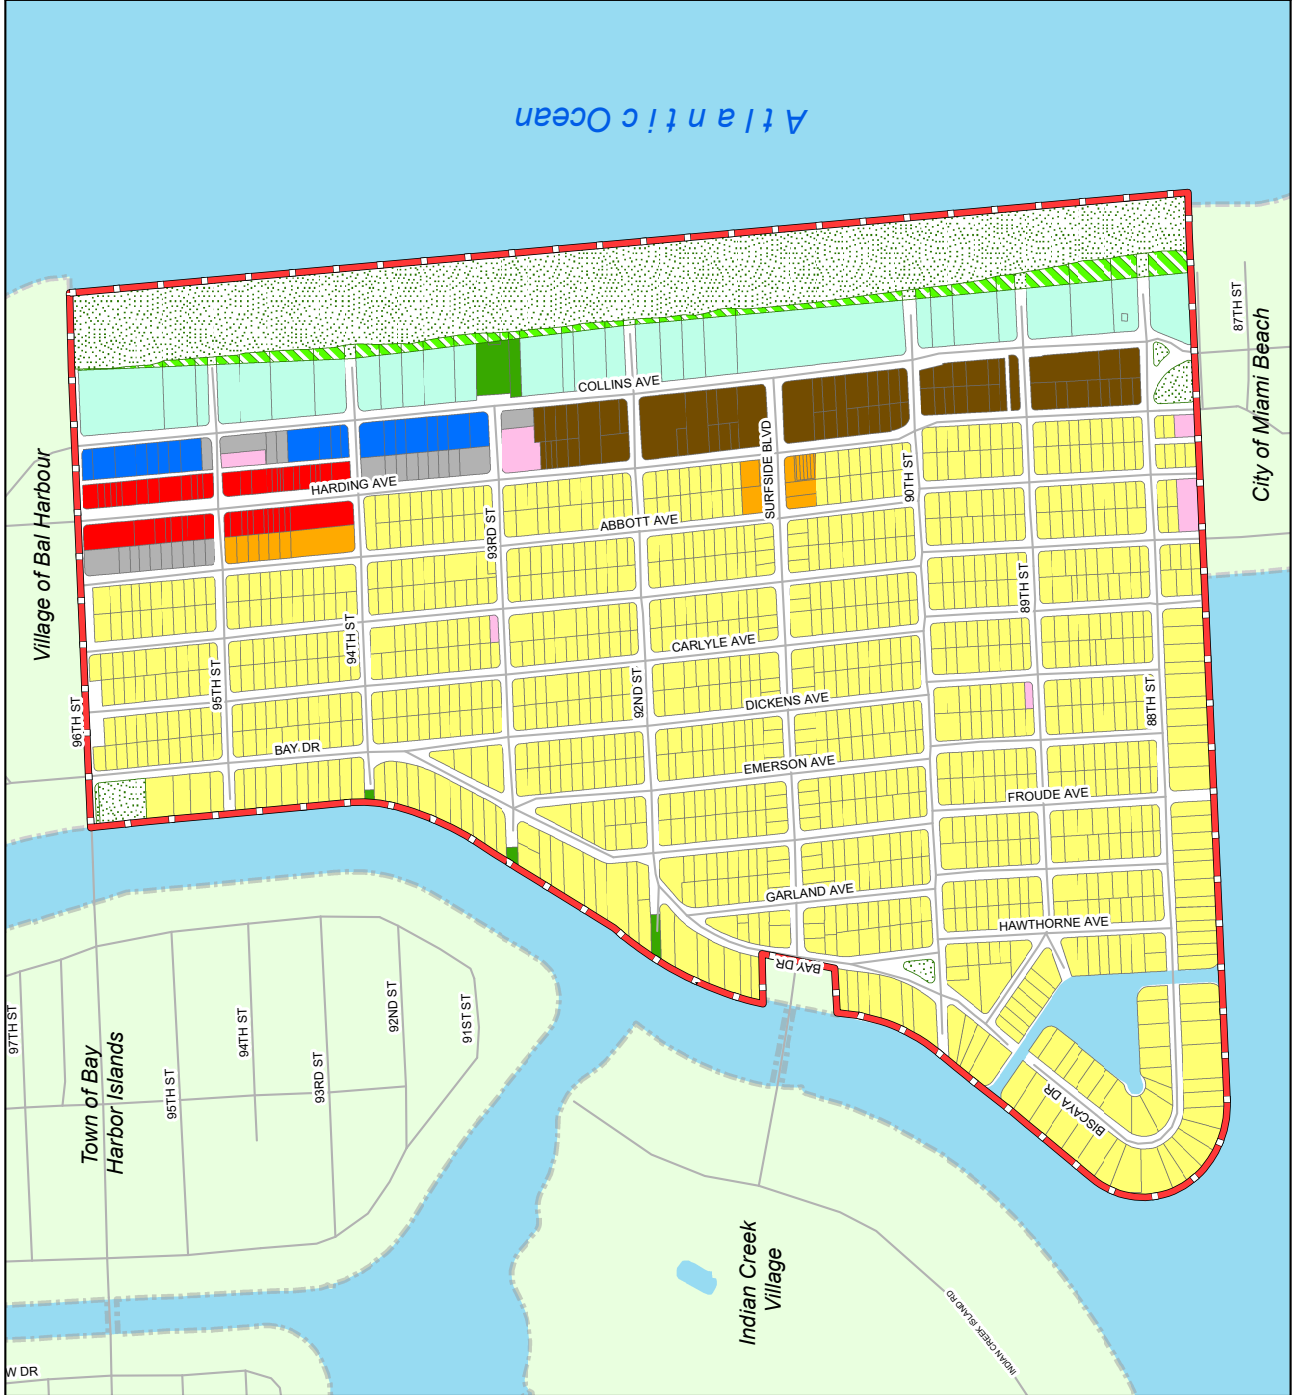 Atlantic Ocean
87TH ST
City of Miami Beach
COLLINS AVE
SURFSIDE BLVD
Village of Bal Harbour
HARDING AVE
90TH ST
93RD ST
ABBOTT AVE
89TH ST
94TH ST
CARLYLE AVE
95TH ST
92ND ST
88TH ST
96TH ST
DICKENS AVE
BAY DR
EMERSON AVE
FROUDE AVE
GARLAND AVE
HAWTHORNE AVE
BAY DR
97TH ST
94TH ST
92ND ST
91ST ST
93RD ST
95TH ST
Town of Bay
Harbor Islands
BISCAYA DR
Indian Creek
Village
INDIAN CREEK ISLAND RD
W DR